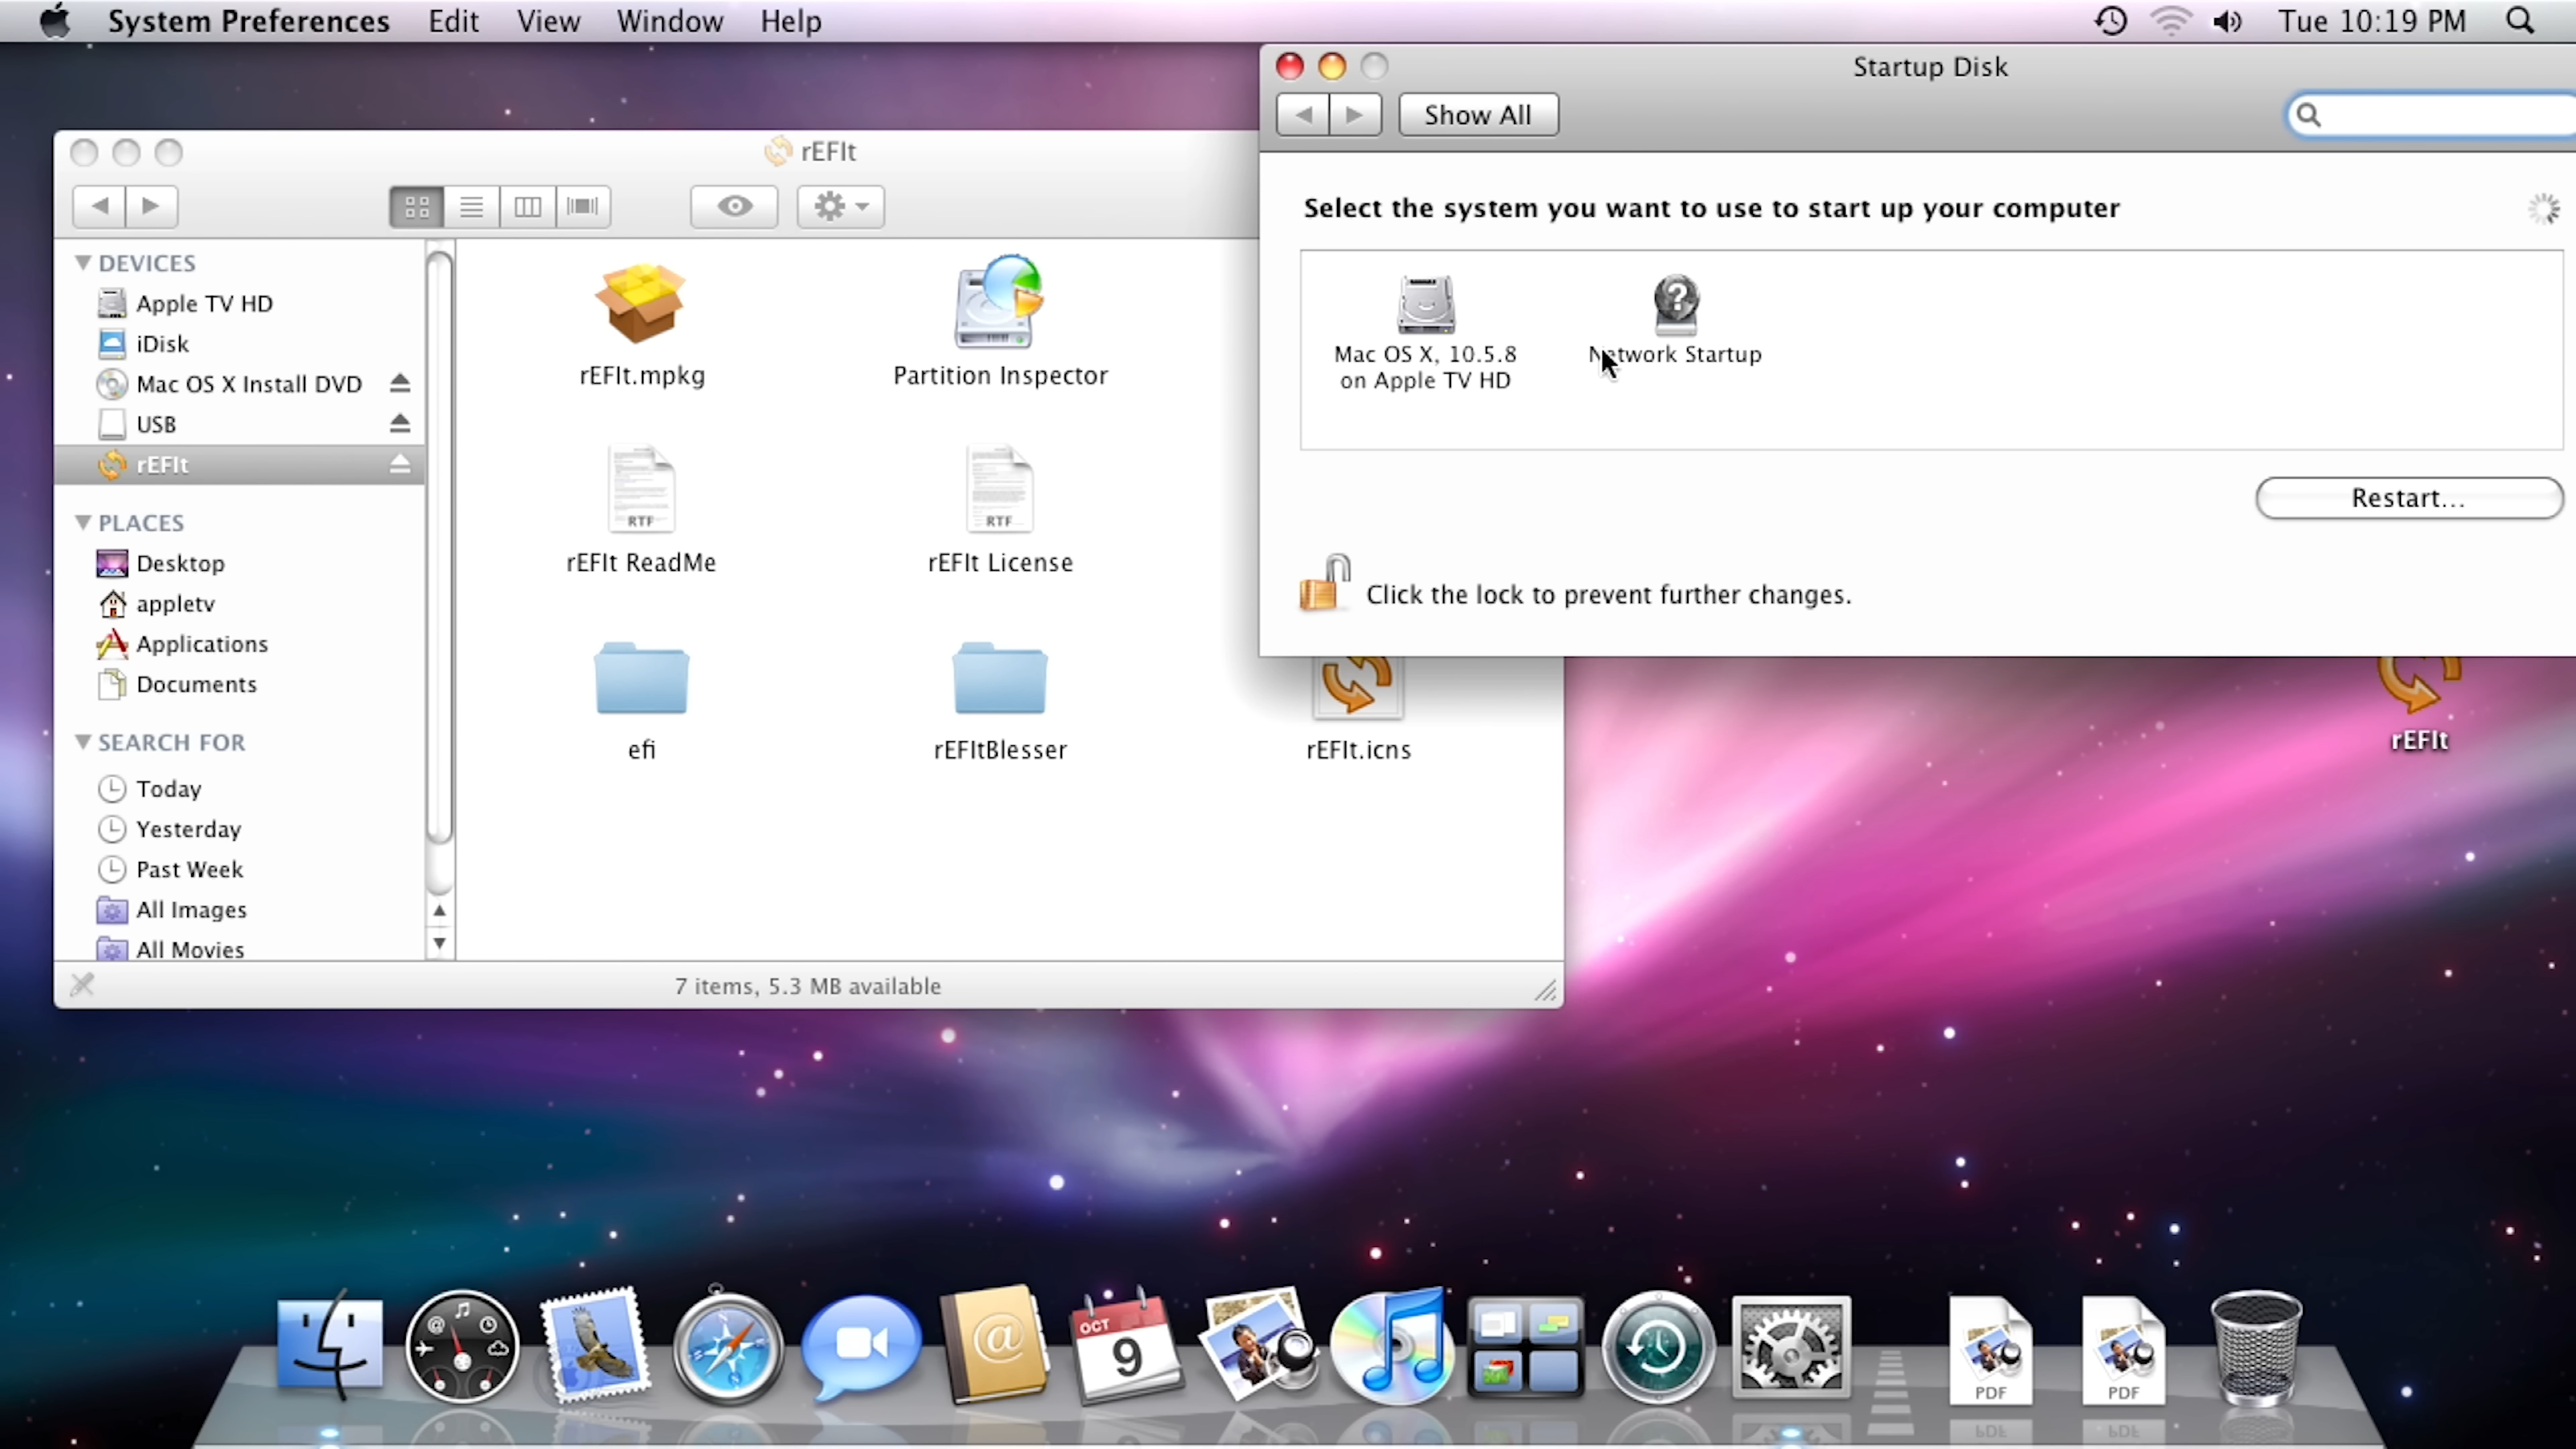 System Preferences Edit View Window Help
Tue 10:19 PM
rEFIt
DEVICES
Apple TV HD
iDisk
Mac OS X Install DVD
USB
rEFIt
PLACES
Desktop
appletv
Applications
Documents
SEARCH FOR
Today
Yesterday
Past Week
All Images
All Movies
rEFIt.mpkg
Partition Inspector
RTF
RTF
rEFIt ReadMe
rEFIt License
efi
rEFItBlesser
rEFIt.icns
7 items, 5.3 MB available
Startup Disk
Show All
Select the system you want to use to start up your computer
Mac OS X, 10.5.8
on Apple TV HD
Network Startup
Restart...
Click the lock to prevent further changes.
rEFIt
OCT
9
PDF
PDF